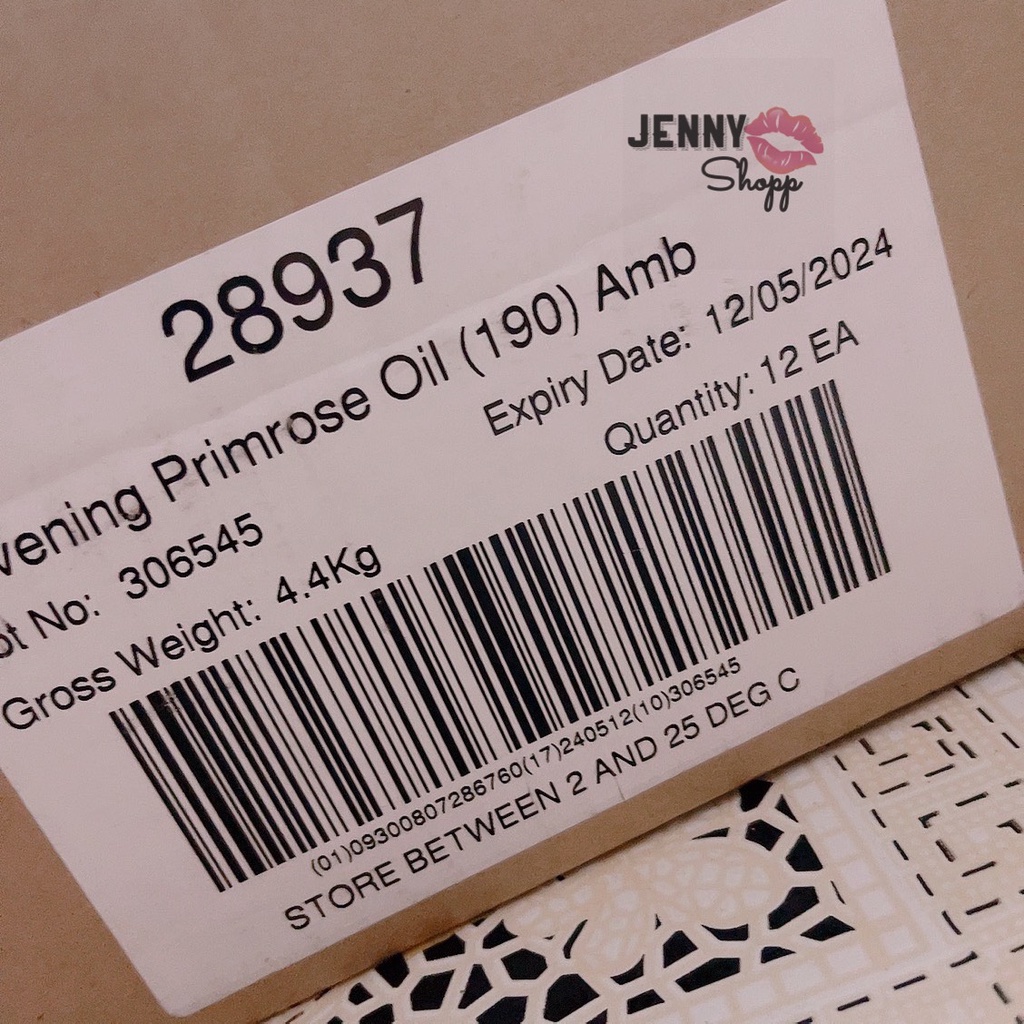 JENNY
Shopp
28937
vening Primrose Oil (190) Amb
ot No: 306545
Expiry Date: 12/05/2024
Gross Weight: 4.4Kg
Quantity: 12 EA
(01)09300807286760(17)240512(10)306545
STORE BETWEEN 2 AND 25 DEG C